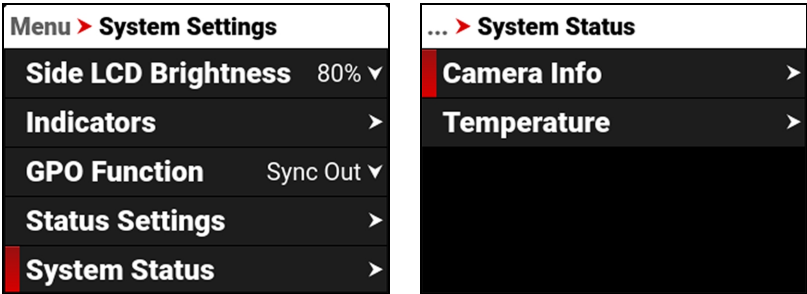 Menu ➤ System Settings
Side LCD Brightness 80%
Indicators
GPO Function Sync Out
Status Settings
System Status
... ➤ System Status
Camera Info
Temperature